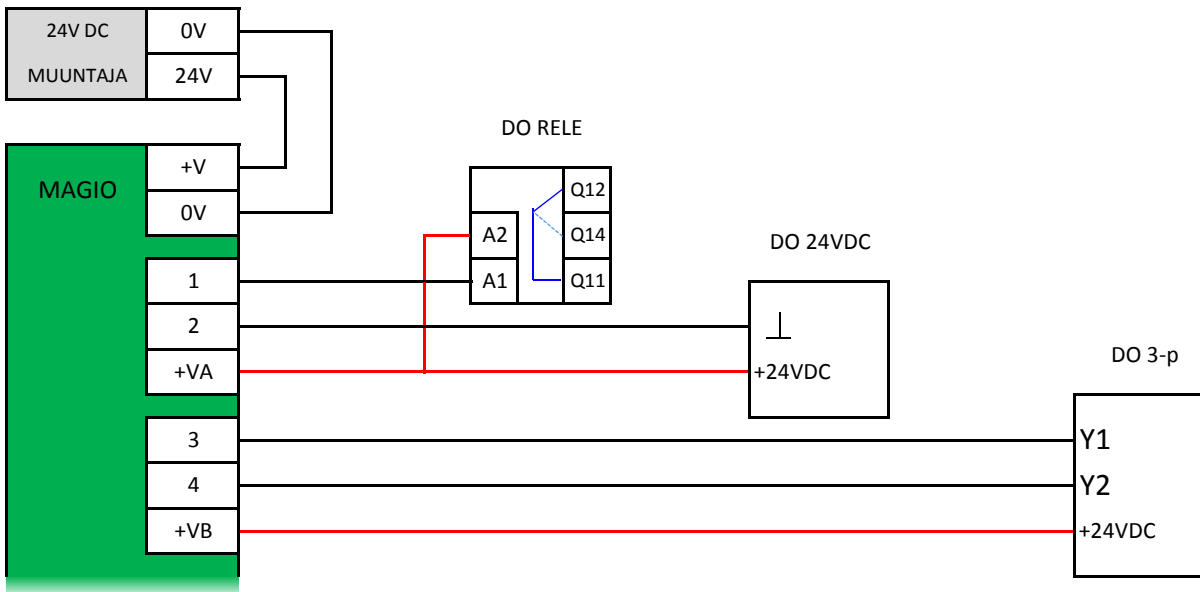 24V DC
0V
MUUNTAJA
24V
DO RELE
MAGIO
+V
0V
Q12
A2
Q14
A1
Q11
DO 24VDC
1
2
+VA
+24VDC
DO 3-p
3
Y1
4
Y2
+VB
+24VDC